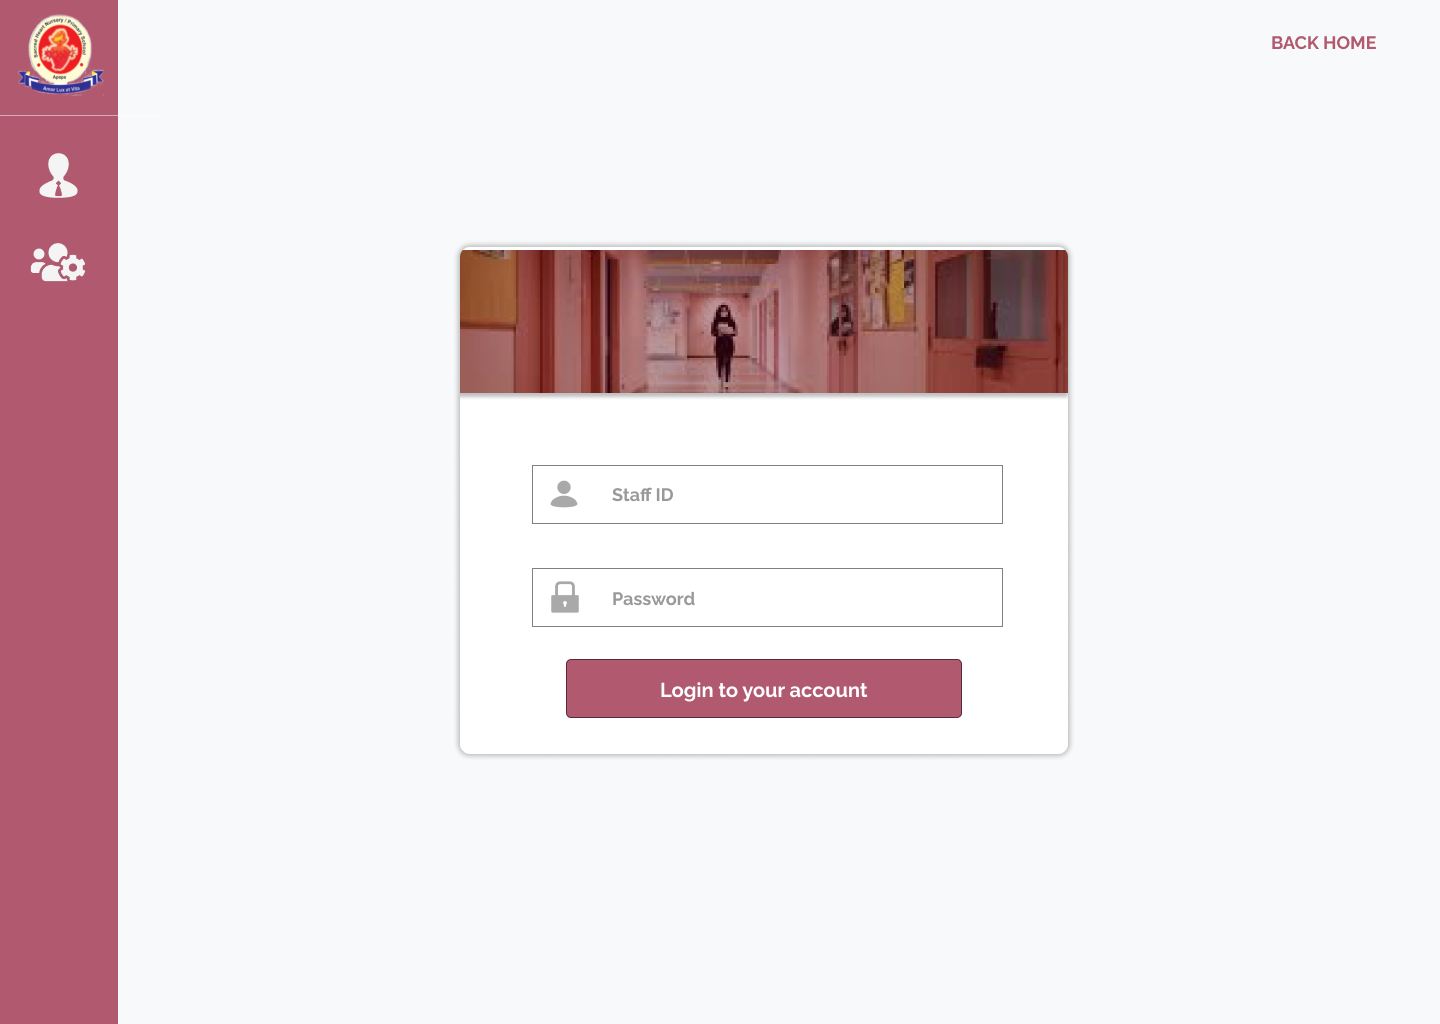 Sacred Heart Nursery / Primary School
Apapa
Amor Lux et Vita
BACK HOME
Staff ID
Password
Login to your account